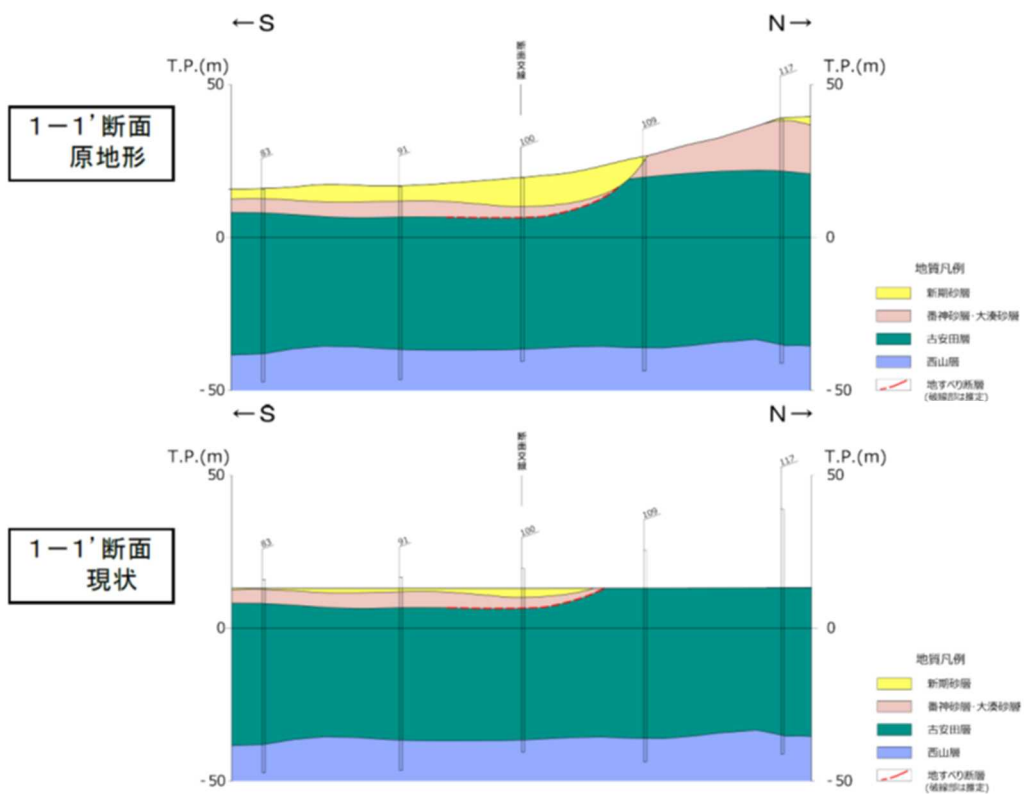 ←S
N→
断面交線
T.P.(m)
T.P.(m)
50
50
1－1’断面
原地形
83
91
100
109
117
0
0
地質凡例
新期砂層
番神砂層・大湊砂層
古安田層
西山層
地すべり断層
(破線部は推定)
-50
-50
←S
N→
断面交線
T.P.(m)
T.P.(m)
50
50
1－1’断面
現状
83
91
100
109
117
0
0
地質凡例
新期砂層
番神砂層・大湊砂層
古安田層
西山層
地すべり断層
(破線部は推定)
-50
-50